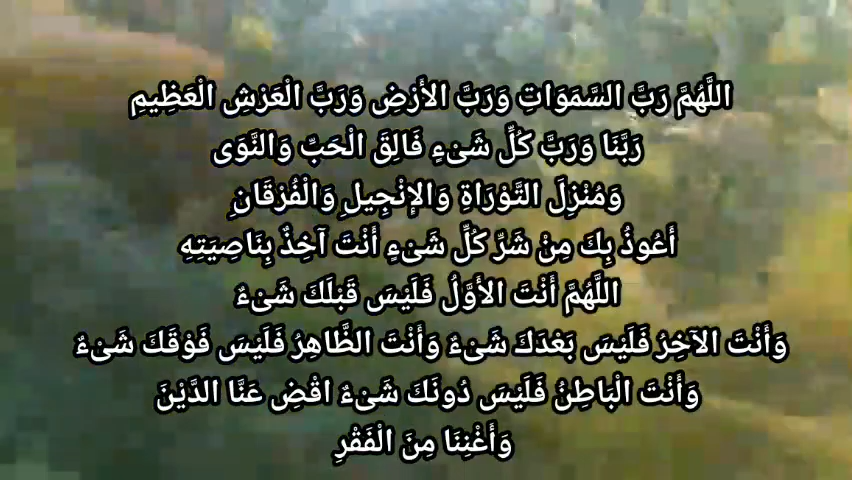 اللَّهُمَّ رَبَّ السَّمَوَاتِ وَرَبَّ الأَرْضِ وَرَبَّ الْعَرْشِ الْعَظِيمِ
رَبَّنَا وَرَبَّ كُلِّ شَىْءٍ فَالِقَ الْحَبِّ وَالنَّوَى
وَمُنْزِلَ التَّوْرَاةِ وَالإِنْجِيلِ وَالْفُرْقَانِ
أَعُوذُ بِكَ مِنْ شَرِّ كُلِّ شَىْءٍ أَنْتَ آخِذٌ بِنَاصِيَتِهِ
اللَّهُمَّ أَنْتَ الأَوَّلُ فَلَيْسَ قَبْلَكَ شَىْءٌ
وَأَنْتَ الآخِرُ فَلَيْسَ بَعْدَكَ شَىْءٌ وَأَنْتَ الظَّاهِرُ فَلَيْسَ فَوْقَكَ شَىْءٌ
وَأَنْتَ الْبَاطِنُ فَلَيْسَ دُونَكَ شَىْءٌ اقْضِ عَنَّا الدَّيْنَ
وَأَغْنِنَا مِنَ الْفَقْرِ